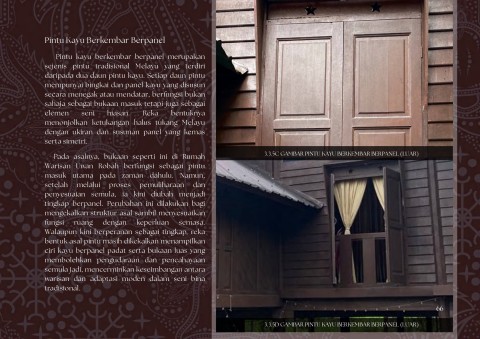 Pintu Kayu Berkembar Berpanel
Pintu kayu berkembar berpanel merupakan
sejenis pintu tradisional Melayu yang terdiri
daripada dua daun pintu kayu. Setiap daun pintu
mempunyai bingkai dan panel kayu yang disusun
secara menegak atau mendatar, berfungsi bukan
sahaja sebagai bukaan masuk tetapi juga sebagai
elemen seni hiasan. Reka bentuknya
menonjolkan ketukangan halus tukang Melayu
dengan ukiran dan susunan panel yang kemas
serta simetri.
Pada asalnya, bukaan seperti ini di Rumah
Warisan Unan Bobah berfungsi sebagai pintu
masuk utama pada zaman dahulu. Namun,
setelah melalui proses pemuliharaan dan
penyesuaian semula, ia kini diubah menjadi
tingkap berpanel. Perubahan ini dilakukan bagi
mengekalkan struktur asal sambil menyesuaikan
fungsi ruang dengan keperluan semasa.
Walaupun kini berperanan sebagai tingkap, reka
bentuk asal pintu masih dikekalkan menampilkan
ciri kayu berpanel padat serta bukaan luas yang
membolehkan pengudaraan dan pencahayaan
semula jadi, mencerminkan keseimbangan antara
warisan dan adaptasi moden dalam seni bina
tradisional.
3.3.5C GAMBAR PINTU KAYU BERKEMBAR BERPANEL (LUAR)
66
3.3.5D GAMBAR PINTU KAYU BERKEMBAR BERPANEL (LUAR)